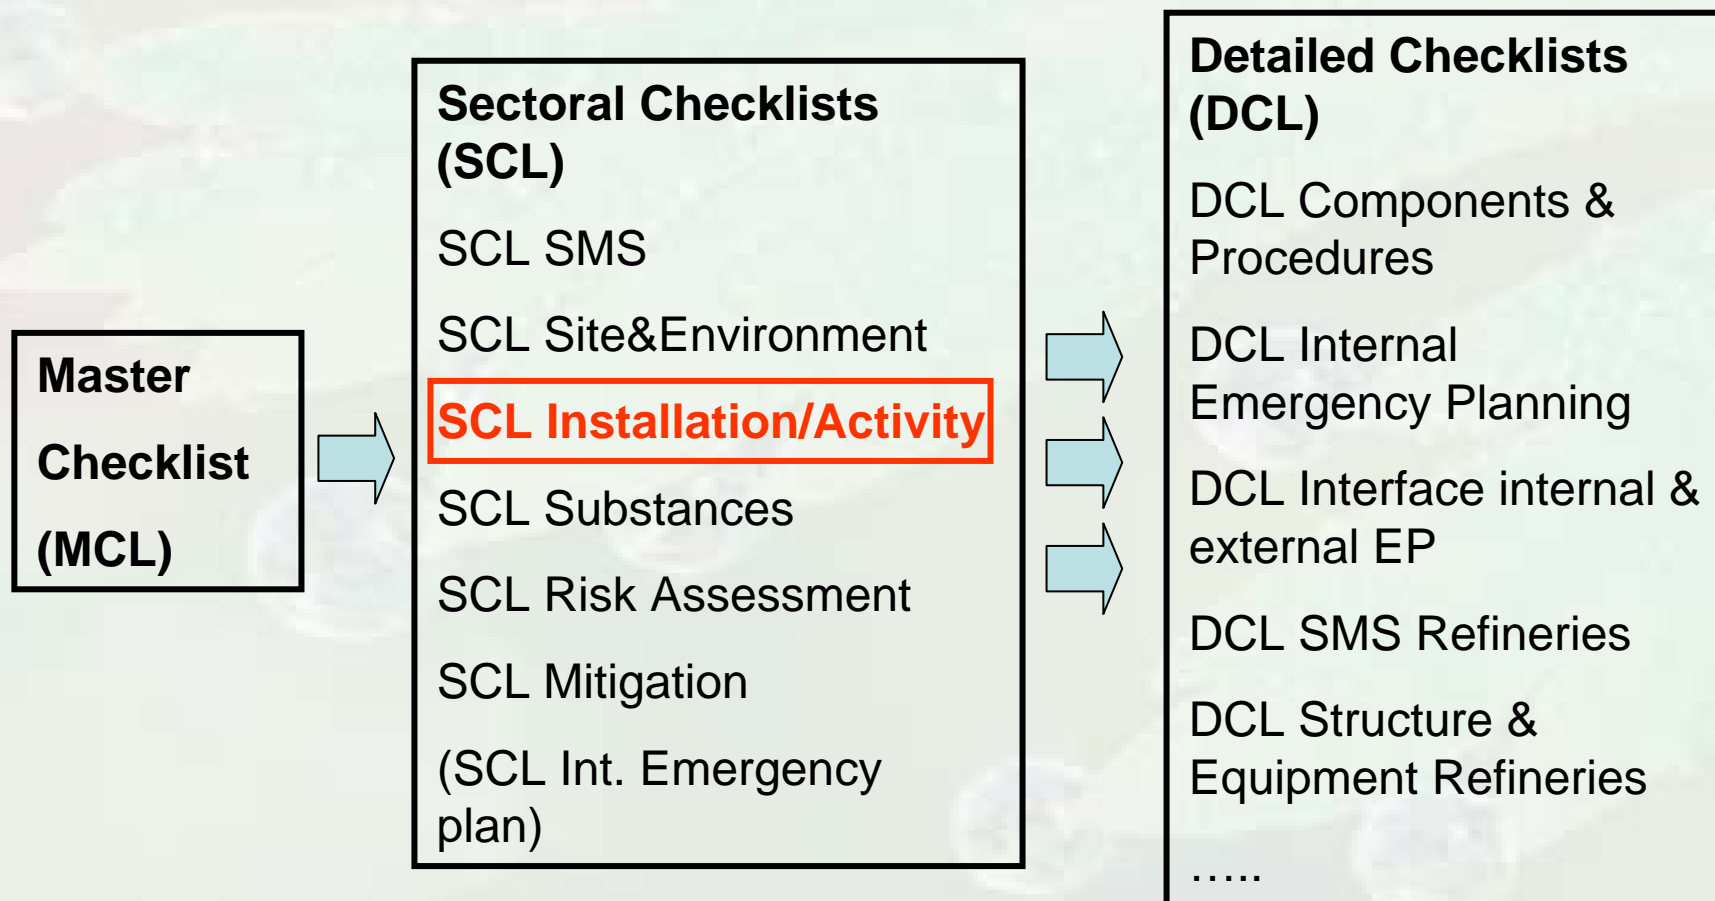 Master
Checklist
(MCL)
Sectoral Checklists
(SCL)
SCL SMS
SCL Site&Environment
SCL Installation/Activity
SCL Substances
SCL Risk Assessment
SCL Mitigation
(SCL Int. Emergency
plan)
Detailed Checklists
(DCL)
DCL Components &
Procedures
DCL Internal
Emergency Planning
DCL Interface internal &
external EP
DCL SMS Refineries
DCL Structure &
Equipment Refineries
…..